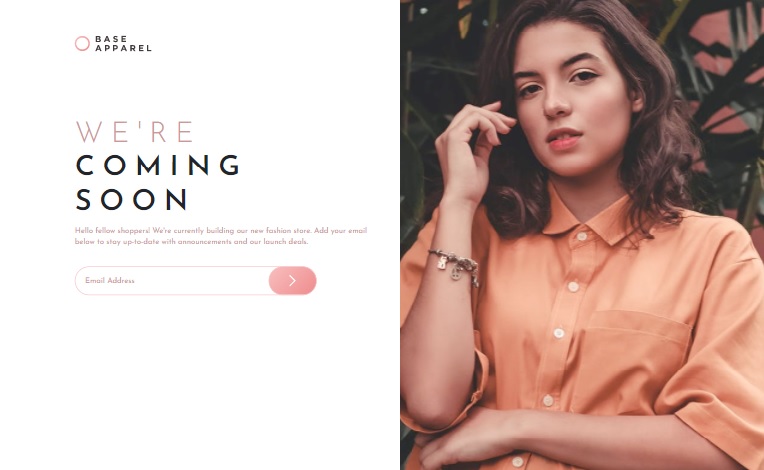 BASE
APPAREL
WE'RE
COMING
SOON
Hello fellow shoppers! We're currently building our new fashion store. Add your email
below to stay up-to-date with announcements and our launch deals.
Email Address